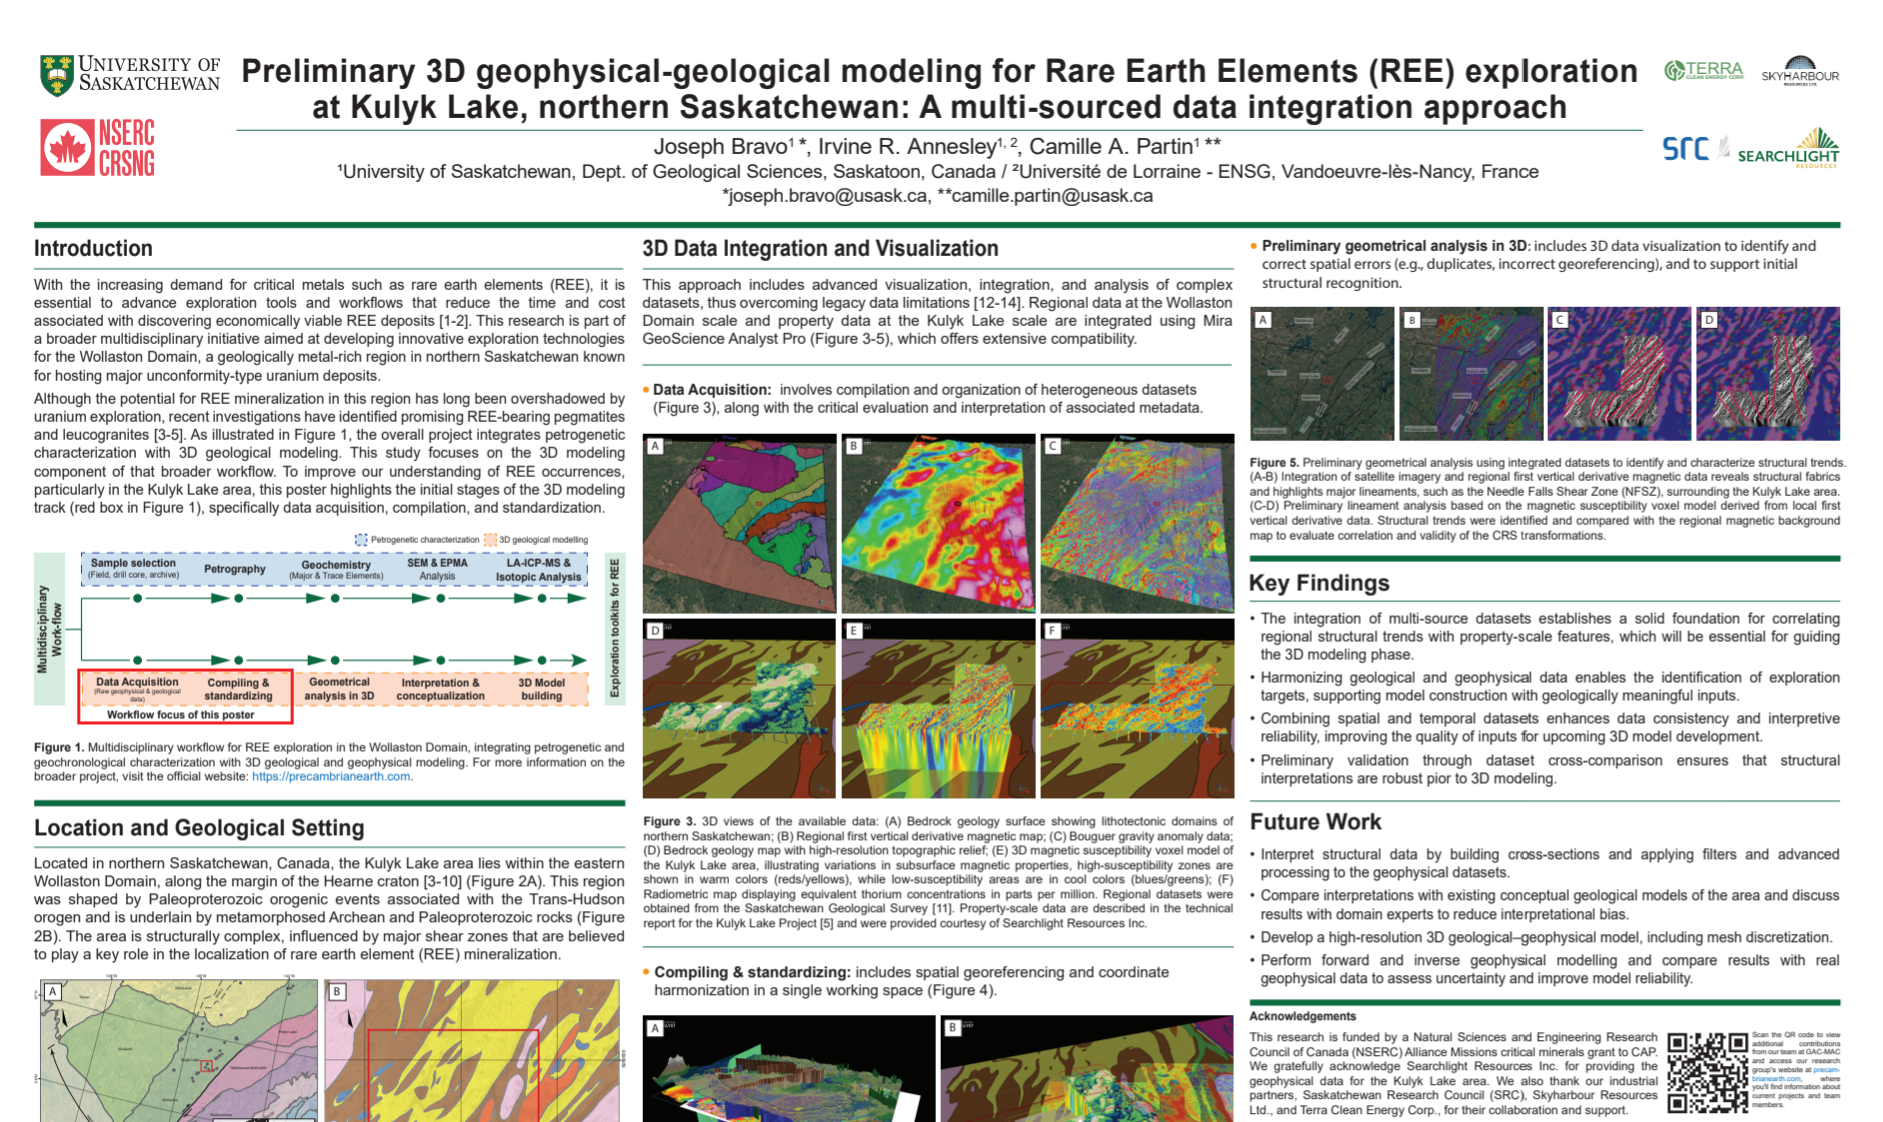 UNIVERSITY OF
SASKATCHEWAN
NSERC
CRSNG
Preliminary 3D geophysical-geological modeling for Rare Earth Elements (REE) exploration
at Kulyk Lake, northern Saskatchewan: A multi-sourced data integration approach
Joseph Bravo¹ *, Irvine R. Annesley¹, ², Camille A. Partin¹ **
¹University of Saskatchewan, Dept. of Geological Sciences, Saskatoon, Canada / ²Université de Lorraine - ENSG, Vandoeuvre-lès-Nancy, France
*joseph.bravo@usask.ca, **camille.partin@usask.ca
TERRA
CLEAN ENERGY CORP
SKYHARBOUR
RESOURCES LTD
src
SEARCHLIGHT
RESOURCES
Introduction
With the increasing demand for critical metals such as rare earth elements (REE), it is
essential to advance exploration tools and workflows that reduce the time and cost
associated with discovering economically viable REE deposits [1-2]. This research is part of
a broader multidisciplinary initiative aimed at developing innovative exploration technologies
for the Wollaston Domain, a geologically metal-rich region in northern Saskatchewan known
for hosting major unconformity-type uranium deposits.
Although the potential for REE mineralization in this region has long been overshadowed by
uranium exploration, recent investigations have identified promising REE-bearing pegmatites
and leucogranites [3-5]. As illustrated in Figure 1, the overall project integrates petrogenetic
characterization with 3D geological modeling. This study focuses on the 3D modeling
component of that broader workflow. To improve our understanding of REE occurrences,
particularly in the Kulyk Lake area, this poster highlights the initial stages of the 3D modeling
track (red box in Figure 1), specifically data acquisition, compilation, and standardization.
Petrogenetic characterization
3D geological modelling
Multidisciplinary
Work-flow
Sample selection
(Field, drill core, archive)
Petrography
Geochemistry
(Major & Trace Elements)
SEM & EPMA
Analysis
LA-ICP-MS &
Isotopic Analysis
Data Acquisition
(Raw geophysical & geological
data)
Compiling &
standardizing
Geometrical
analysis in 3D
Interpretation &
conceptualization
3D Model
building
Workflow focus of this poster
Exploration toolkits for REE
Figure 1. Multidisciplinary workflow for REE exploration in the Wollaston Domain, integrating petrogenetic and
geochronological characterization with 3D geological and geophysical modeling. For more information on the
broader project, visit the official website: https://precambrianearth.com.
Location and Geological Setting
Located in northern Saskatchewan, Canada, the Kulyk Lake area lies within the eastern
Wollaston Domain, along the margin of the Hearne craton [3-10] (Figure 2A). This region
was shaped by Paleoproterozoic orogenic events associated with the Trans-Hudson
orogen and is underlain by metamorphosed Archean and Paleoproterozoic rocks (Figure
2B). The area is structurally complex, influenced by major shear zones that are believed
to play a key role in the localization of rare earth element (REE) mineralization.
A
B
3D Data Integration and Visualization
This approach includes advanced visualization, integration, and analysis of complex
datasets, thus overcoming legacy data limitations [12-14]. Regional data at the Wollaston
Domain scale and property data at the Kulyk Lake scale are integrated using Mira
GeoScience Analyst Pro (Figure 3-5), which offers extensive compatibility.
• Data Acquisition: involves compilation and organization of heterogeneous datasets
(Figure 3), along with the critical evaluation and interpretation of associated metadata.
A
B
C
D
E
F
Figure 3. 3D views of the available data: (A) Bedrock geology surface showing lithotectonic domains of
northern Saskatchewan; (B) Regional first vertical derivative magnetic map; (C) Bouguer gravity anomaly data;
(D) Bedrock geology map with high-resolution topographic relief; (E) 3D magnetic susceptibility voxel model of
the Kulyk Lake area, illustrating variations in subsurface magnetic properties, high-susceptibility zones are
shown in warm colors (reds/yellows), while low-susceptibility areas are in cool colors (blues/greens); (F)
Radiometric map displaying equivalent thorium concentrations in parts per million. Regional datasets were
obtained from the Saskatchewan Geological Survey [11]. Property-scale data are described in the technical
report for the Kulyk Lake Project [5] and were provided courtesy of Searchlight Resources Inc.
• Compiling & standardizing: includes spatial georeferencing and coordinate
harmonization in a single working space (Figure 4).
A
B
• Preliminary geometrical analysis in 3D: includes 3D data visualization to identify and
correct spatial errors (e.g., duplicates, incorrect georeferencing), and to support initial
structural recognition.
A
B
C
D
Figure 5. Preliminary geometrical analysis using integrated datasets to identify and characterize structural trends.
(A-B) Integration of satellite imagery and regional first vertical derivative magnetic data reveals structural fabrics
and highlights major lineaments, such as the Needle Falls Shear Zone (NFSZ), surrounding the Kulyk Lake area.
(C-D) Preliminary lineament analysis based on the magnetic susceptibility voxel model derived from local first
vertical derivative data. Structural trends were identified and compared with the regional magnetic background
map to evaluate correlation and validity of the CRS transformations.
Key Findings
• The integration of multi-source datasets establishes a solid foundation for correlating
regional structural trends with property-scale features, which will be essential for guiding
the 3D modeling phase.
• Harmonizing geological and geophysical data enables the identification of exploration
targets, supporting model construction with geologically meaningful inputs.
• Combining spatial and temporal datasets enhances data consistency and interpretive
reliability, improving the quality of inputs for upcoming 3D model development.
• Preliminary validation through dataset cross-comparison ensures that structural
interpretations are robust pior to 3D modeling.
Future Work
• Interpret structural data by building cross-sections and applying filters and advanced
processing to the geophysical datasets.
• Compare interpretations with existing conceptual geological models of the area and discuss
results with domain experts to reduce interpretational bias.
• Develop a high-resolution 3D geological–geophysical model, including mesh discretization.
• Perform forward and inverse geophysical modelling and compare results with real
geophysical data to assess uncertainty and improve model reliability.
Acknowledgements
This research is funded by a Natural Sciences and Engineering Research
Council of Canada (NSERC) Alliance Missions critical minerals grant to CAP.
We gratefully acknowledge Searchlight Resources Inc. for providing the
geophysical data for the Kulyk Lake area. We also thank our industrial
partners, Saskatchewan Research Council (SRC), Skyharbour Resources
Ltd., and Terra Clean Energy Corp., for their collaboration and support.
Scan the QR code to view
additional contributions
from our team at GAC-MAC
and access our research
group's website at precam-
brianearth.com, where
you'll find information about
current projects and team
members.